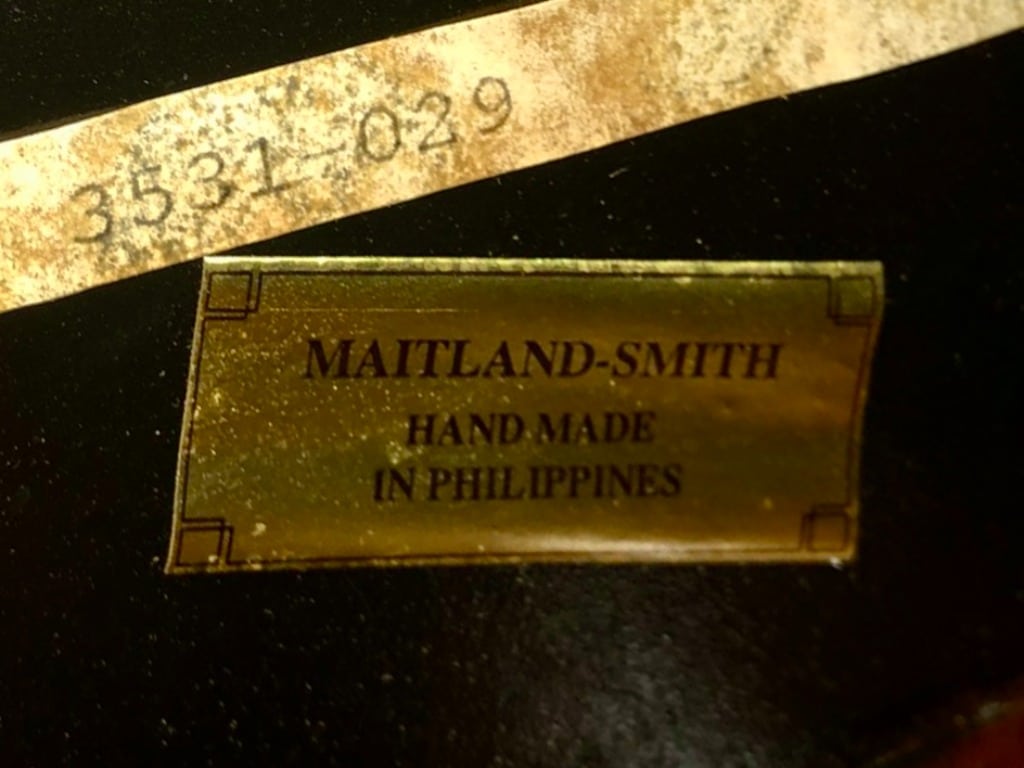 3531-029
MAITLAND-SMITH
HAND MADE
IN PHILIPPINES